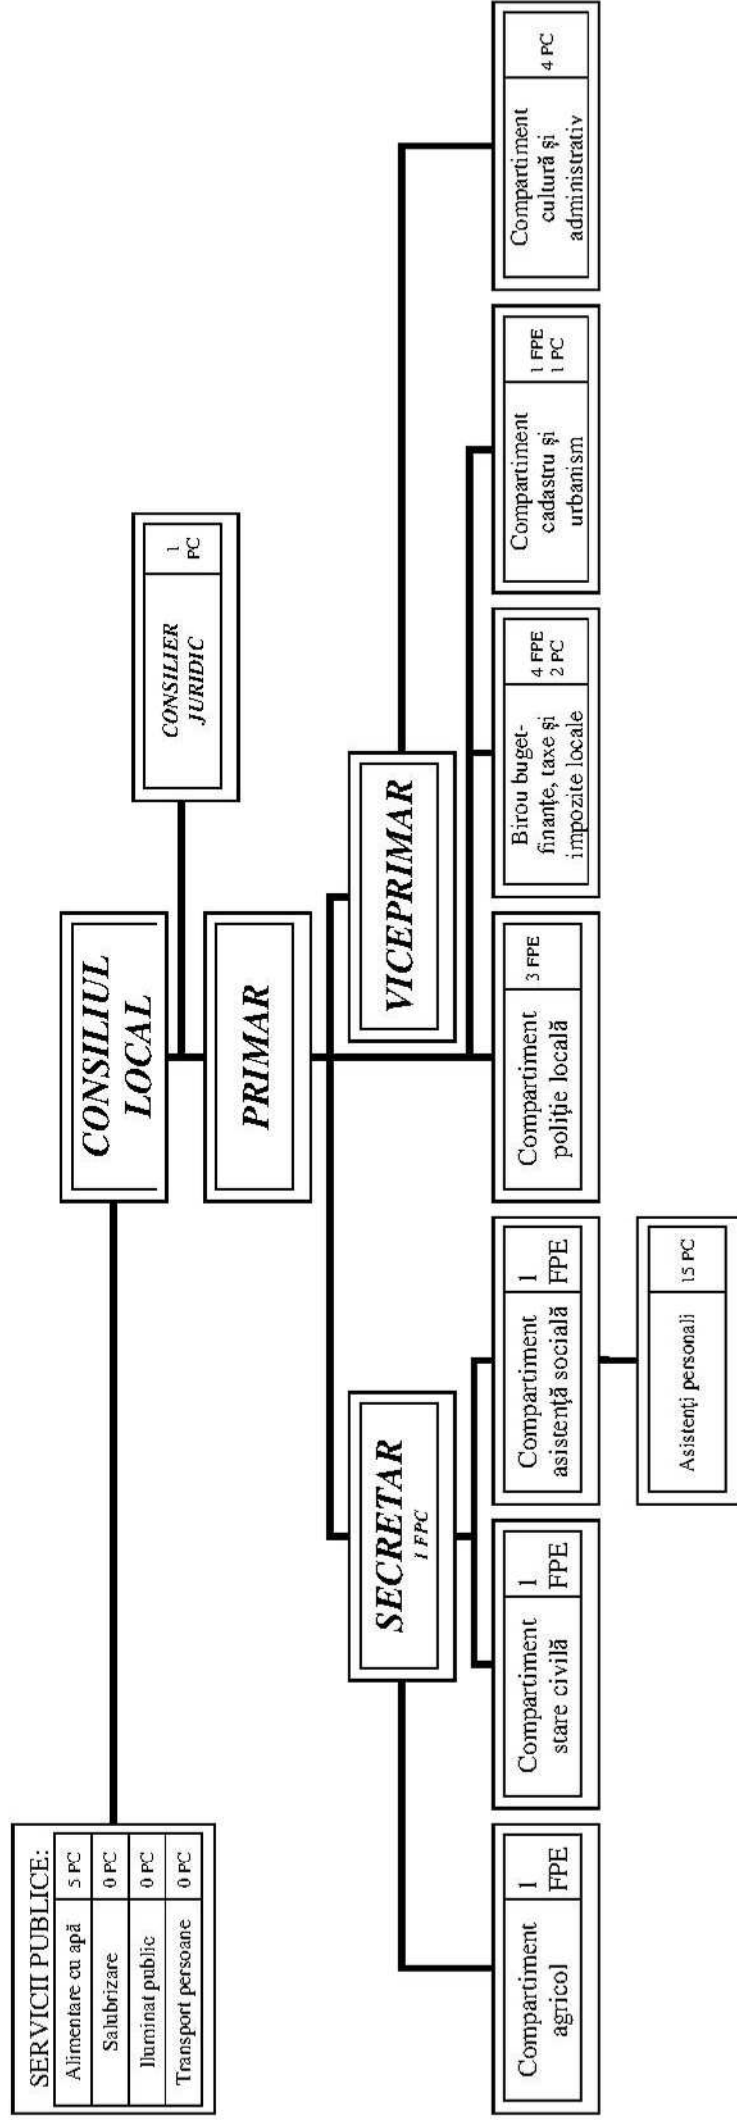 SERVICII PUBLICE:
Alimentare cu apă 5 PC
Salubrizare 0 PC
Iluminat public 0 PC
Transport persoane 0 PC
CONSILIUL
LOCAL
CONSILIER
JURIDIC
1
PC
PRIMAR
SECRETAR
1 FPC
VICEPRIMAR
Compartiment
agricol
1
FPE
Compartiment
stare civilă
1
FPE
Compartiment
asistență socială
1
FPE
Compartiment
poliție locală
3 FPE
Birou buget-
finanțe, taxe și
impozite locale
4 FPE
2 PC
Compartiment
cadastru și
urbanism
1 FPE
1 PC
Compartiment
cultură și
administrativ
4 PC
Asistenți personali
15 PC